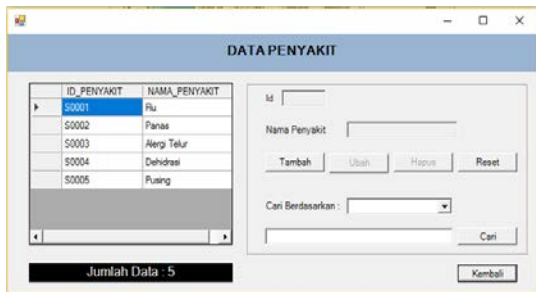 DATA PENYAKIT
ID_PENYAKIT NAMA_PENYAKIT
S0001 Flu
S0002 Panas
S0003 Alergi Telur
S0004 Dehidrasi
S0005 Pusing
Jumlah Data : 5
Id
Nama Penyakit
Tambah Ubah Hapus Reset
Cari Berdasarkan :
Cari
Kembali